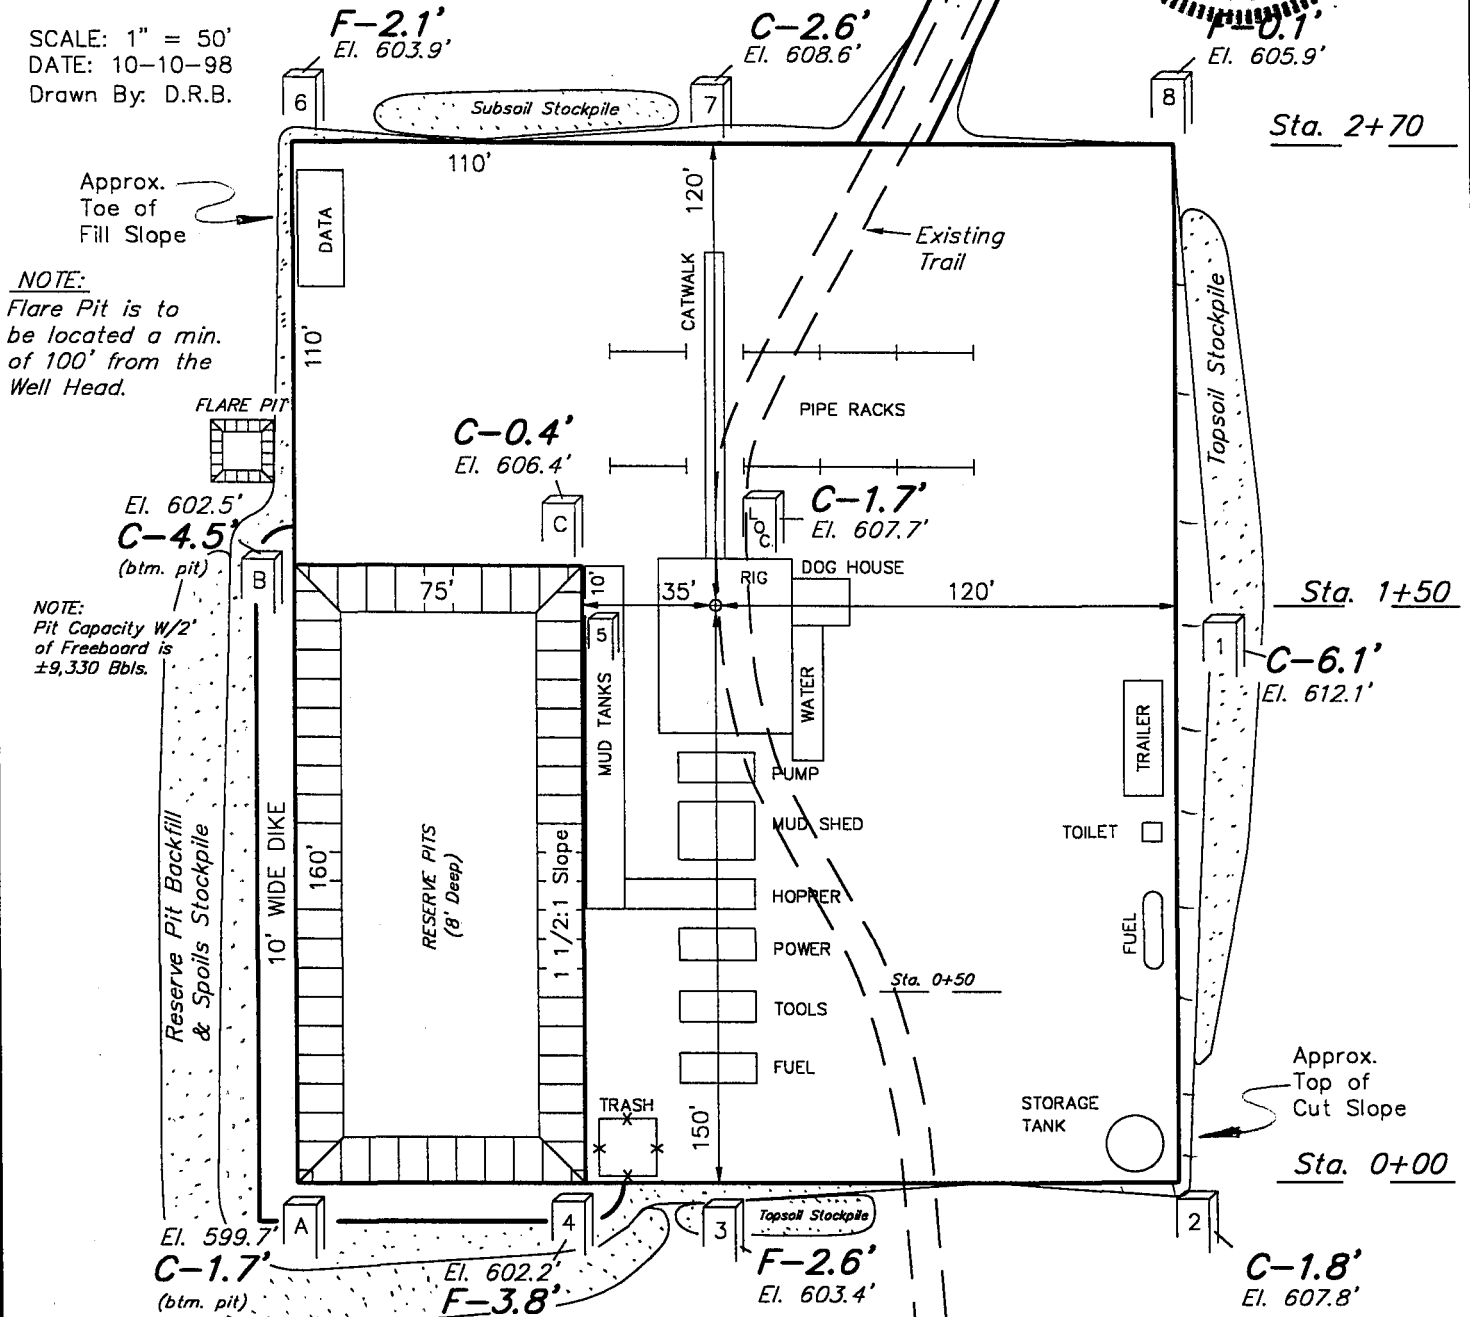 SCALE: 1" = 50'
DATE: 10-10-98
Drawn By: D.R.B.
F-2.1'
El. 603.9'
C-2.6'
El. 608.6'
F-0.1'
El. 605.9'
6
7
8
Subsoil Stockpile
Sta. 2+70
110'
120'
Approx.
Toe of
Fill Slope
DATA
Existing
Trail
CATWALK
Topsoil Stockpile
NOTE:
Flare Pit is to
be located a min.
of 100' from the
Well Head.
110'
FLARE PIT
PIPE RACKS
C-0.4'
El. 606.4'
C
LOC.
C-1.7'
El. 607.7'
El. 602.5'
C-4.5'
(btm. pit)
B
NOTE:
Pit Capacity W/2'
of Freeboard is
±9,330 Bbls.
75'
10'
35'
RIG
DOG HOUSE
120'
Sta. 1+50
5
1
C-6.1'
El. 612.1'
MUD TANKS
WATER
TRAILER
PUMP
MUD SHED
TOILET
HOPPER
POWER
FUEL
Sta. 0+50
TOOLS
FUEL
Reserve Pit Backfill
& Spoils Stockpile
10' WIDE DIKE
160'
RESERVE PITS
(8' Deep)
1 1/2:1 Slope
TRASH
150'
STORAGE
TANK
Approx.
Top of
Cut Slope
Sta. 0+00
A
4
3
Topsoil Stockpile
2
El. 599.7'
C-1.7'
(btm. pit)
El. 602.2'
F-3.8'
F-2.6'
El. 603.4'
C-1.8'
El. 607.8'